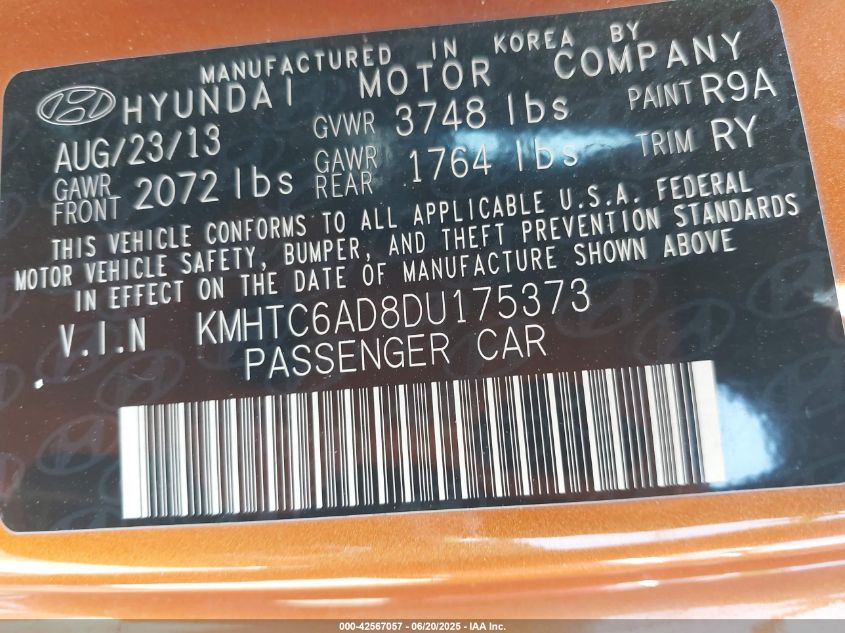 MANUFACTURED IN KOREA BY
HYUNDAI MOTOR COMPANY
AUG/23/13 GVWR 3748 lbs PAINT R9A
GAWR FRONT 2072 lbs GAWR REAR 1764 lbs TRIM RY
THIS VEHICLE CONFORMS TO ALL APPLICABLE U.S.A. FEDERAL
MOTOR VEHICLE SAFETY, BUMPER, AND THEFT PREVENTION STANDARDS
IN EFFECT ON THE DATE OF MANUFACTURE SHOWN ABOVE
V.I.N KMHTC6AD8DU175373
PASSENGER CAR
000-42567057 - 06/20/2025 - IAA Inc.